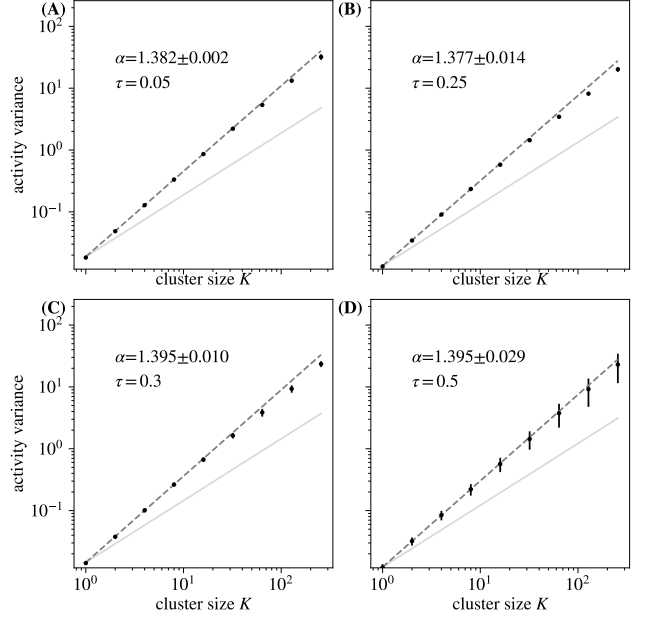 (A)
α=1.382±0.002
τ=0.05
10² 10¹ 10⁰ 10⁻¹
activity variance
cluster size K
(B)
α=1.377±0.014
τ=0.25
cluster size K
(C)
α=1.395±0.010
τ=0.3
10² 10¹ 10⁰ 10⁻¹
activity variance
10⁰ 10¹ 10²
cluster size K
(D)
α=1.395±0.029
τ=0.5
10⁰ 10¹ 10²
cluster size K